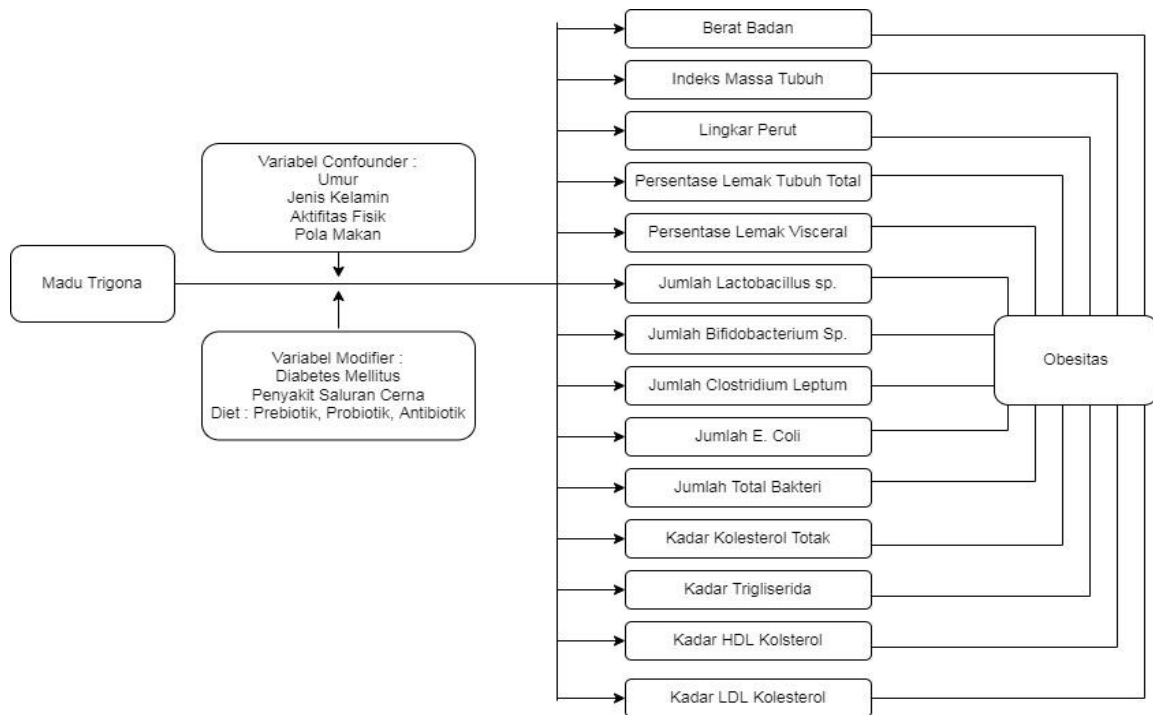 Madu Trigona
Variabel Confounder :
Umur
Jenis Kelamin
Aktifitas Fisik
Pola Makan
Variabel Modifier :
Diabetes Mellitus
Penyakit Saluran Cerna
Diet : Prebiotik, Probiotik, Antibiotik
Berat Badan
Indeks Massa Tubuh
Lingkar Perut
Persentase Lemak Tubuh Total
Persentase Lemak Visceral
Jumlah Lactobacillus sp.
Jumlah Bifidobacterium Sp.
Jumlah Clostridium Leptum
Jumlah E. Coli
Jumlah Total Bakteri
Kadar Kolesterol Totak
Kadar Trigliserida
Kadar HDL Kolsterol
Kadar LDL Kolesterol
Obesitas